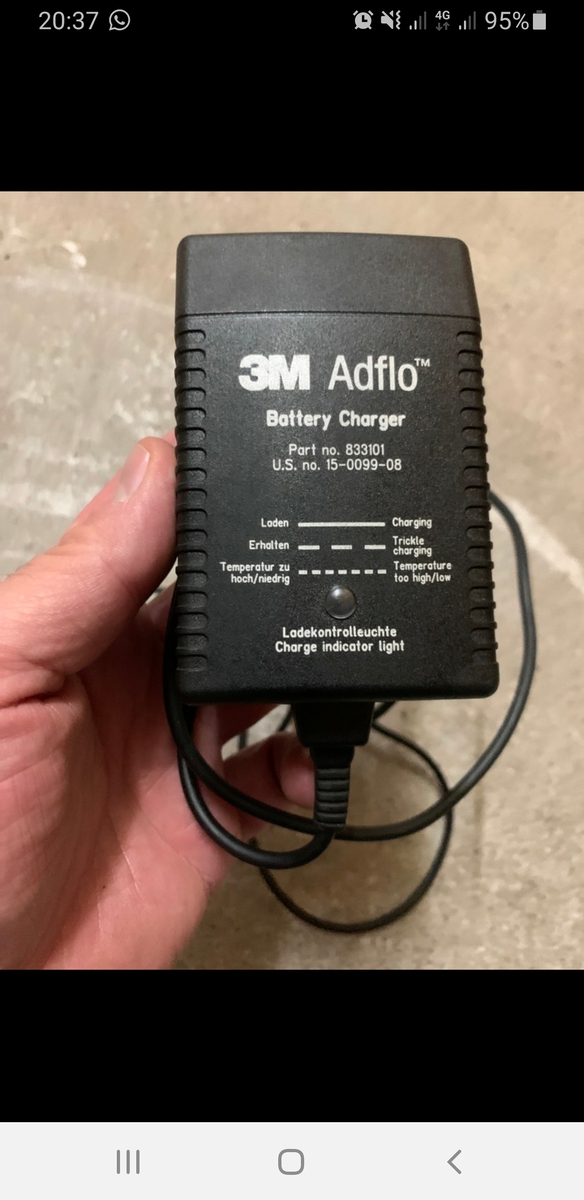 20:37
4G
95%
3M Adflo™
Battery Charger
Part no. 833101
U.S. no. 15-0099-08
Laden Charging
Erhalten Trickle
charging
Temperatur zu Temperature
hoch/niedrig too high/low
Ladekontrolleuchte
Charge indicator light